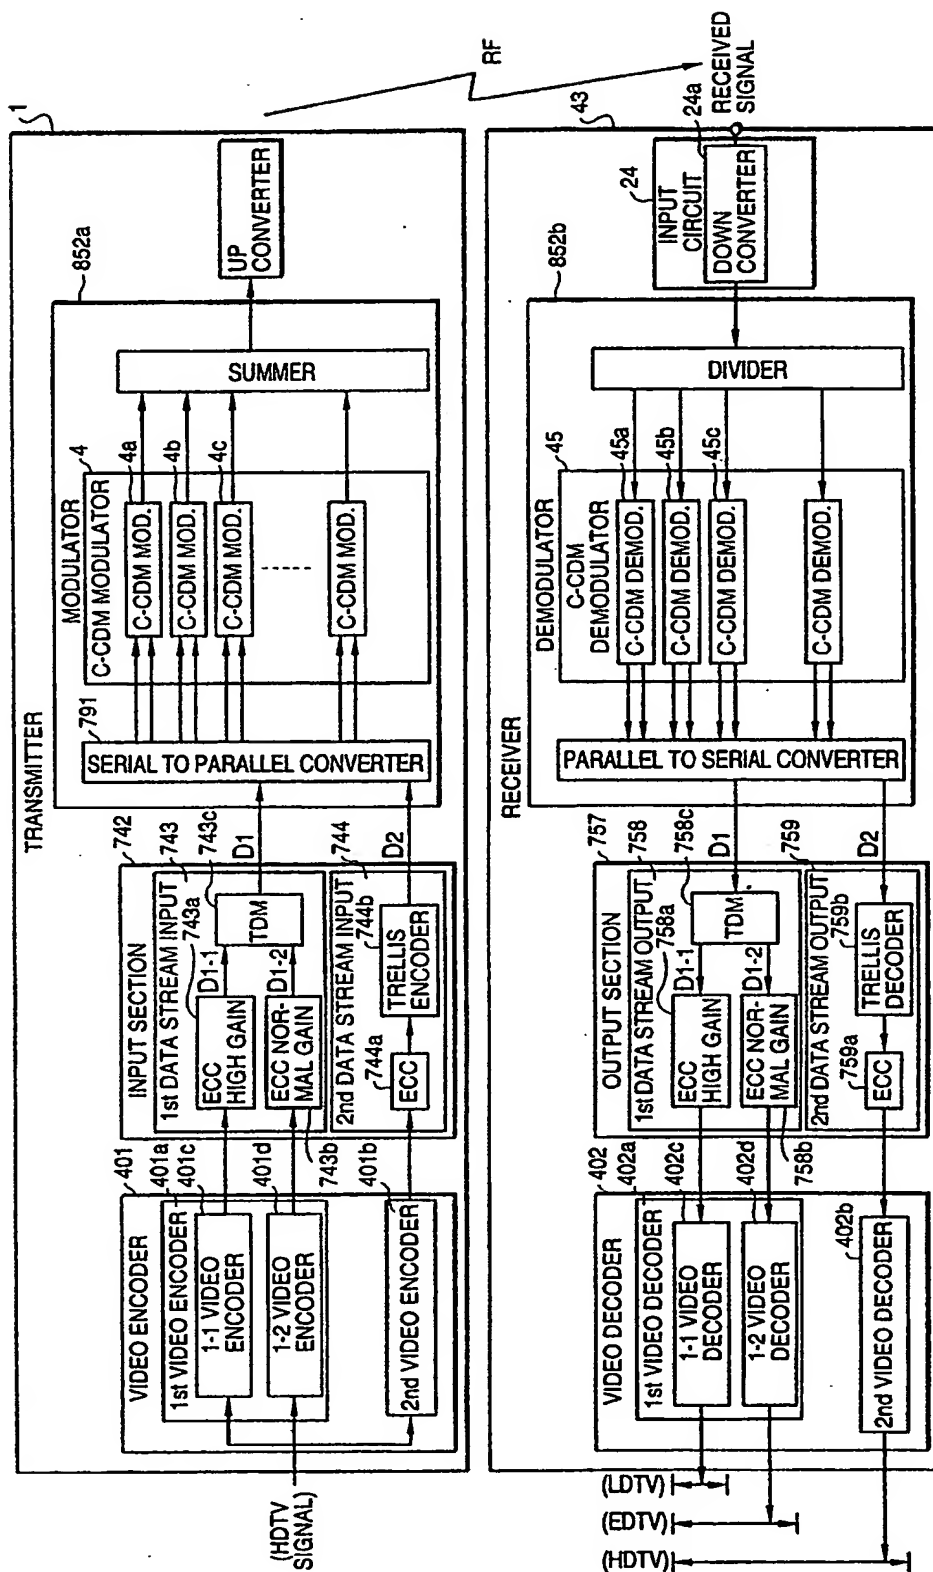 TRANSMITTER
1
(HDTV
SIGNAL)
VIDEO ENCODER
401
1st VIDEO ENCODER
401a
401c
1-1 VIDEO
ENCODER
401d
1-2 VIDEO
ENCODER
401b
2nd VIDEO ENCODER
INPUT SECTION
742
1st DATA STREAM INPUT
743
743a
743c
ECC
HIGH GAIN
D1-1
TDM
D1-2
ECC NOR-
MAL GAIN
743b
2nd DATA STREAM INPUT
744
744a
744b
ECC
TRELLIS
ENCODER
D1
D2
791
SERIAL TO PARALLEL CONVERTER
MODULATOR
C-CDM MODULATOR
4
4a
C-CDM MOD.
4b
C-CDM MOD.
4c
C-CDM MOD.
C-CDM MOD.
852a
SUMMER
UP
CONVERTER
RF
RECEIVER
43
RECEIVED
SIGNAL
24
INPUT
CIRCUIT
24a
DOWN
CONVERTER
852b
DIVIDER
DEMODULATOR
C-CDM
DEMODULATOR
45
45a
C-CDM DEMOD.
45b
C-CDM DEMOD.
45c
C-CDM DEMOD.
C-CDM DEMOD.
PARALLEL TO SERIAL CONVERTER
D1
D2
OUTPUT SECTION
757
1st DATA STREAM OUTPUT
758
758a
758c
ECC
HIGH GAIN
D1-1
TDM
D1-2
ECC NOR-
MAL GAIN
758b
2nd DATA STREAM OUTPUT
759
759a
759b
ECC
TRELLIS
DECODER
VIDEO DECODER
402
1st VIDEO DECODER
402a
402c
1-1 VIDEO
DECODER
402d
1-2 VIDEO
DECODER
402b
2nd VIDEO DECODER
(LDTV)
(EDTV)
(HDTV)